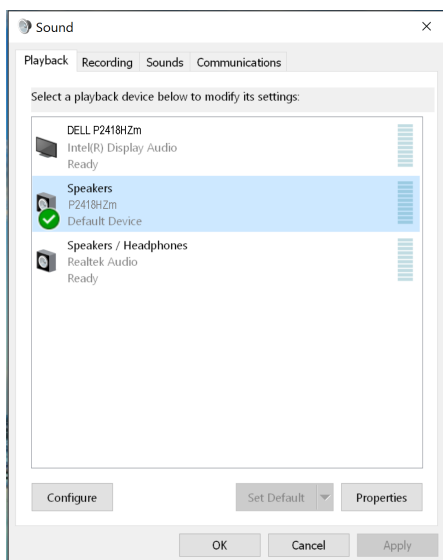 Sound
Playback Recording Sounds Communications
Select a playback device below to modify its settings:
DELL P2418HZm
Intel(R) Display Audio
Ready
Speakers
P2418HZm
Default Device
Speakers / Headphones
Realtek Audio
Ready
Configure Set Default Properties
OK Cancel Apply